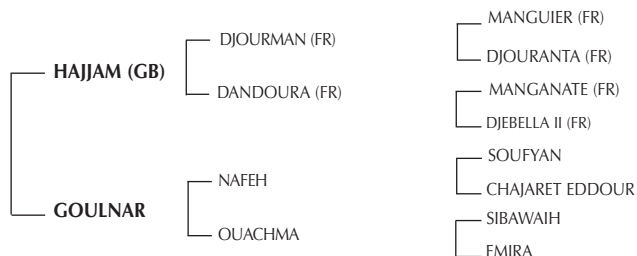 MANGUIER (FR)
DJOURMAN (FR)
DJOURANTA (FR)
HAJJAM (GB)
MANGANATE (FR)
DANDOURA (FR)
DJEBELLA II (FR)
SOUFYAN
NAFEH
CHAJARET EDDOUR
GOULNAR
SIBAWAIH
OUACHMA
EMIRA